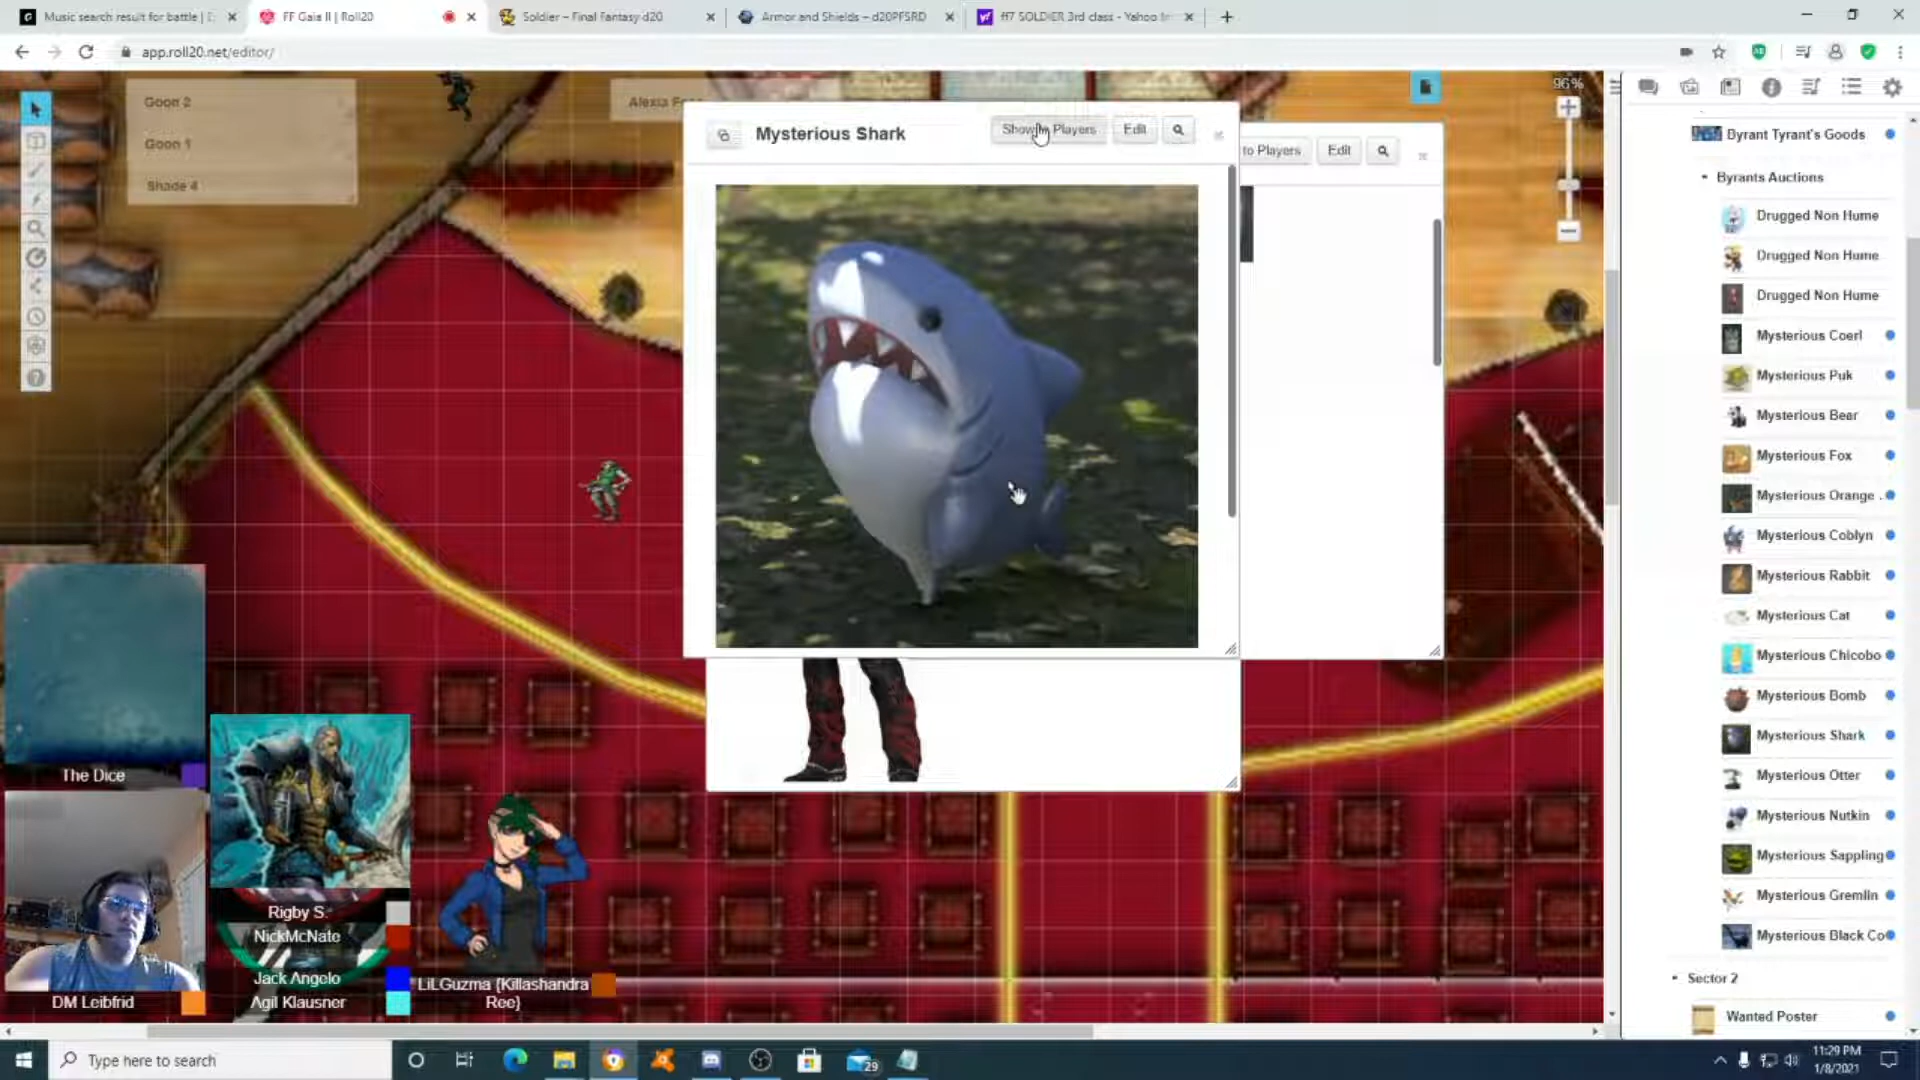 Music search result for battle | E
FF Gaia II | Roll20
Soldier – Final Fantasy d20
Armor and Shields – d20PFSRD
ff7 SOLDIER 3rd class - Yahoo Im
app.roll20.net/editor/
Goon 2
Goon 1
Shade 4
Alexia
96%
Mysterious Shark
Show to Players
Edit
to Players
Edit
Byrant Tyrant's Goods
Byrants Auctions
Drugged Non Hume
Drugged Non Hume
Drugged Non Hume
Mysterious Coerl
Mysterious Puk
Mysterious Bear
Mysterious Fox
Mysterious Orange .
Mysterious Coblyn
Mysterious Rabbit
Mysterious Cat
Mysterious Chicobo
Mysterious Bomb
Mysterious Shark
Mysterious Otter
Mysterious Nutkin
Mysterious Sappling
Mysterious Gremlin
Mysterious Black Co
Sector 2
Wanted Poster
The Dice
DM Leibfrid
Rigby S.
NickMcNate
Jack Angelo
Agil Klausner
LiLGuzma {Killashandra
Ree}
Type here to search
29
11:29 PM
1/8/2021